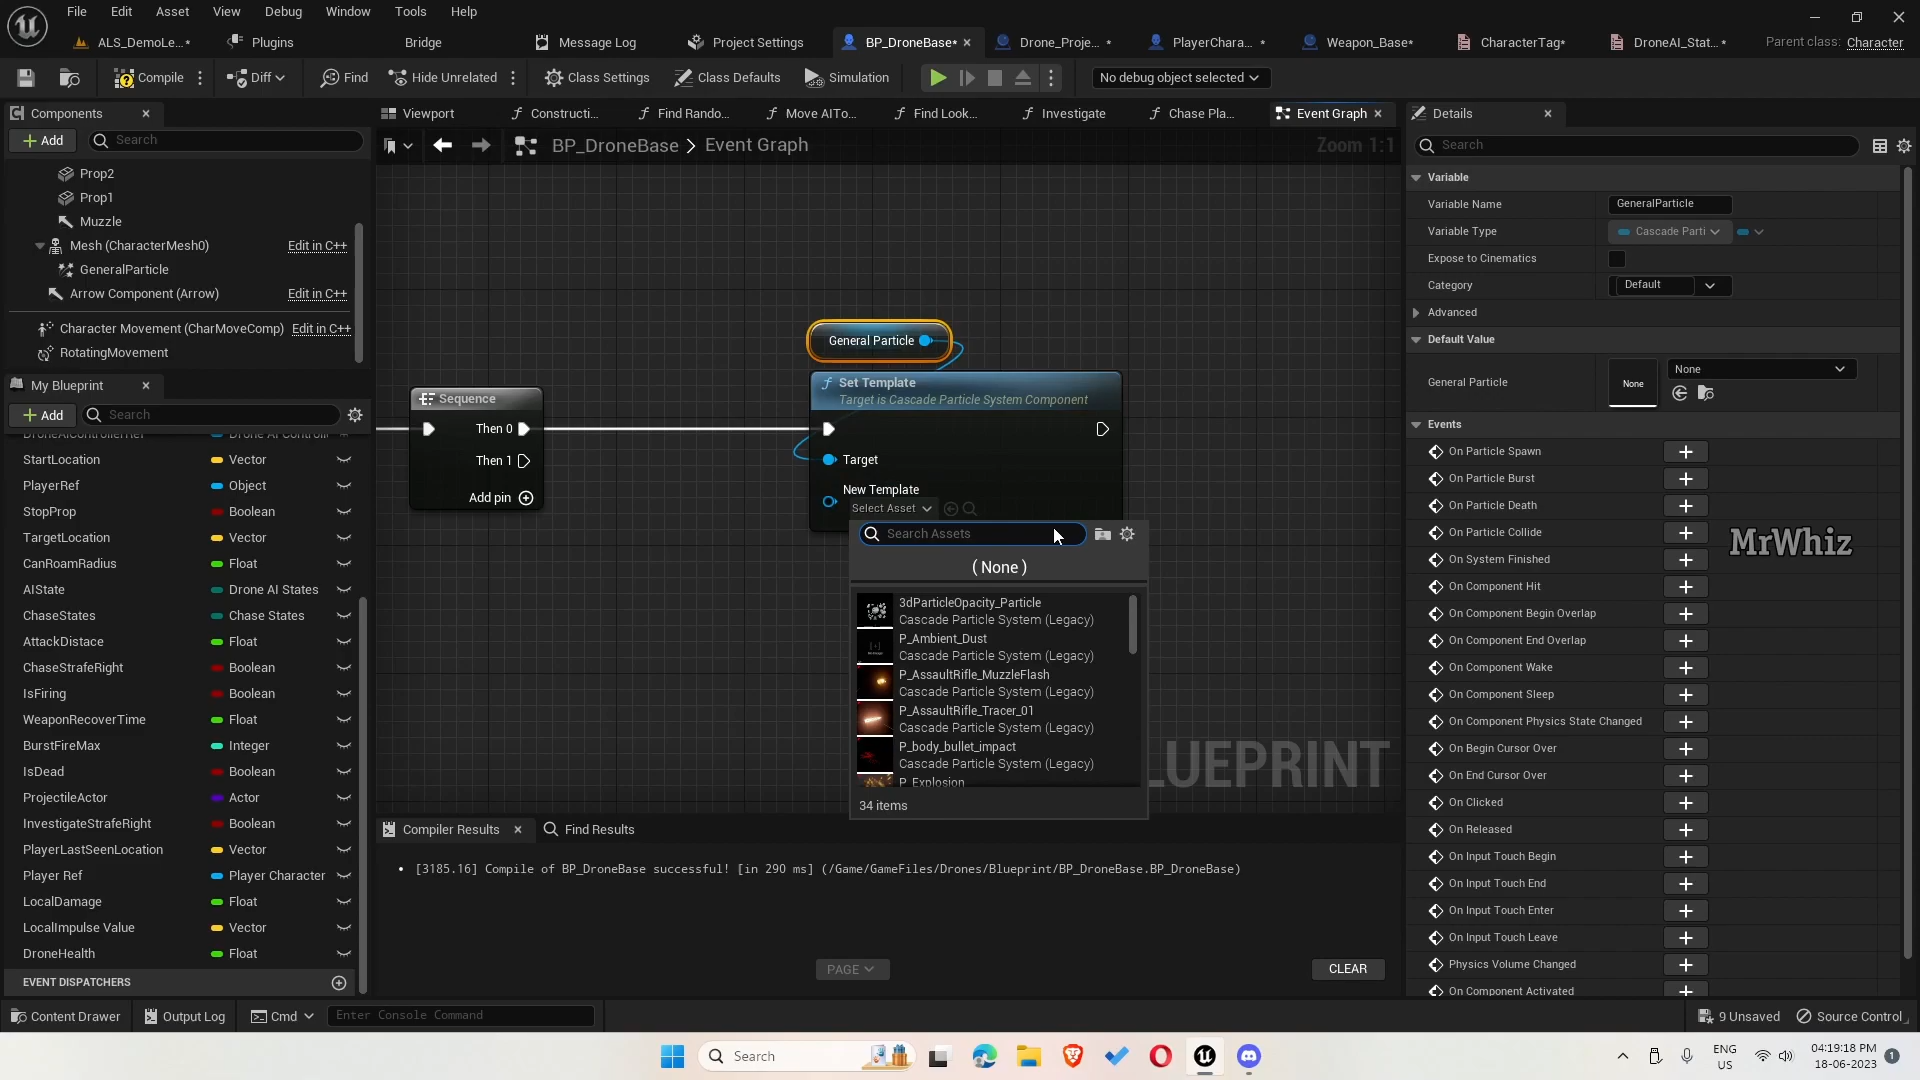 File Edit Asset View Debug Window Tools Help
ALS_DemoLe...* Plugins Bridge Message Log Project Settings BP_DroneBase* Drone_Proje... * PlayerChara... * Weapon_Base* CharacterTag* DroneAI_Stat... * Parent class: Character
Compile Diff Find Hide Unrelated Class Settings Class Defaults Simulation No debug object selected
Components
Add Search
Prop2
Prop1
Muzzle
Mesh (CharacterMesh0) Edit in C++
GeneralParticle
Arrow Component (Arrow) Edit in C++
Character Movement (CharMoveComp) Edit in C++
RotatingMovement
My Blueprint
Add Search
DroneAIControllerRef Drone AI Controll
StartLocation Vector
PlayerRef Object
StopProp Boolean
TargetLocation Vector
CanRoamRadius Float
AIState Drone AI States
ChaseStates Chase States
AttackDistace Float
ChaseStrafeRight Boolean
IsFiring Boolean
WeaponRecoverTime Float
BurstFireMax Integer
IsDead Boolean
ProjectileActor Actor
InvestigateStrafeRight Boolean
PlayerLastSeenLocation Vector
Player Ref Player Character
LocalDamage Float
LocalImpulse Value Vector
DroneHealth Float
EVENT DISPATCHERS
Viewport Constructi... Find Rando... Move AITo... Find Look... Investigate Chase Pla... Event Graph
BP_DroneBase > Event Graph Zoom 1:1
General Particle
Sequence
Then 0
Then 1
Add pin
Set Template
Target is Cascade Particle System Component
Target
New Template
Select Asset
Search Assets
( None )
3dParticleOpacity_Particle
Cascade Particle System (Legacy)
P_Ambient_Dust
Cascade Particle System (Legacy)
P_AssaultRifle_MuzzleFlash
Cascade Particle System (Legacy)
P_AssaultRifle_Tracer_01
Cascade Particle System (Legacy)
P_body_bullet_impact
Cascade Particle System (Legacy)
P_Explosion
34 items
LUEPRINT
Compiler Results Find Results
• [3185.16] Compile of BP_DroneBase successful! [in 290 ms] (/Game/GameFiles/Drones/Blueprint/BP_DroneBase.BP_DroneBase)
PAGE CLEAR
Details
Search
Variable
Variable Name GeneralParticle
Variable Type Cascade Parti
Expose to Cinematics
Category Default
Advanced
Default Value
General Particle None None
Events
On Particle Spawn
On Particle Burst
On Particle Death
On Particle Collide
On System Finished
On Component Hit
On Component Begin Overlap
On Component End Overlap
On Component Wake
On Component Sleep
On Component Physics State Changed
On Begin Cursor Over
On End Cursor Over
On Clicked
On Released
On Input Touch Begin
On Input Touch End
On Input Touch Enter
On Input Touch Leave
Physics Volume Changed
On Component Activated
MrWhiz
Content Drawer Output Log Cmd Enter Console Command 9 Unsaved Source Control
Search ENG
US 04:19:18 PM
18-06-2023 1